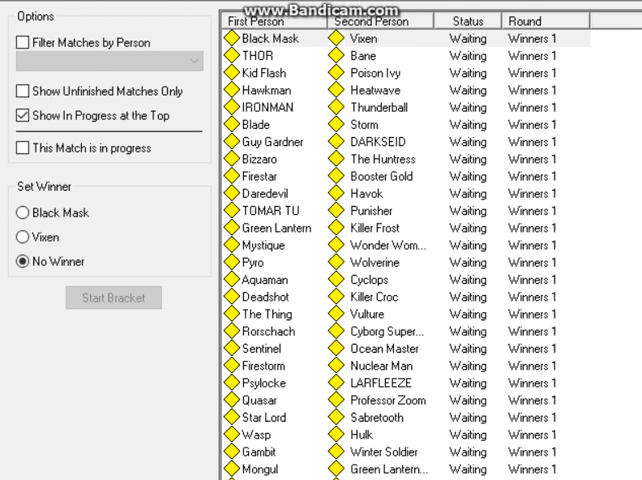 www.Bandicam.com
Options
Filter Matches by Person
Show Unfinished Matches Only
Show In Progress at the Top
This Match is in progress
Set Winner
Black Mask
Vixen
No Winner
Start Bracket
First Person Second Person Status Round
Black Mask Vixen Waiting Winners 1
THOR Bane Waiting Winners 1
Kid Flash Poison Ivy Waiting Winners 1
Hawkman Heatwave Waiting Winners 1
IRONMAN Thunderball Waiting Winners 1
Blade Storm Waiting Winners 1
Guy Gardner DARKSEID Waiting Winners 1
Bizzaro The Huntress Waiting Winners 1
Firestar Booster Gold Waiting Winners 1
Daredevil Havok Waiting Winners 1
TOMAR TU Punisher Waiting Winners 1
Green Lantern Killer Frost Waiting Winners 1
Mystique Wonder Wom... Waiting Winners 1
Pyro Wolverine Waiting Winners 1
Aquaman Cyclops Waiting Winners 1
Deadshot Killer Croc Waiting Winners 1
The Thing Vulture Waiting Winners 1
Rorschach Cyborg Super... Waiting Winners 1
Sentinel Ocean Master Waiting Winners 1
Firestorm Nuclear Man Waiting Winners 1
Psylocke LARFLEEZE Waiting Winners 1
Quasar Professor Zoom Waiting Winners 1
Star Lord Sabretooth Waiting Winners 1
Wasp Hulk Waiting Winners 1
Gambit Winter Soldier Waiting Winners 1
Mongul Green Lantern... Waiting Winners 1